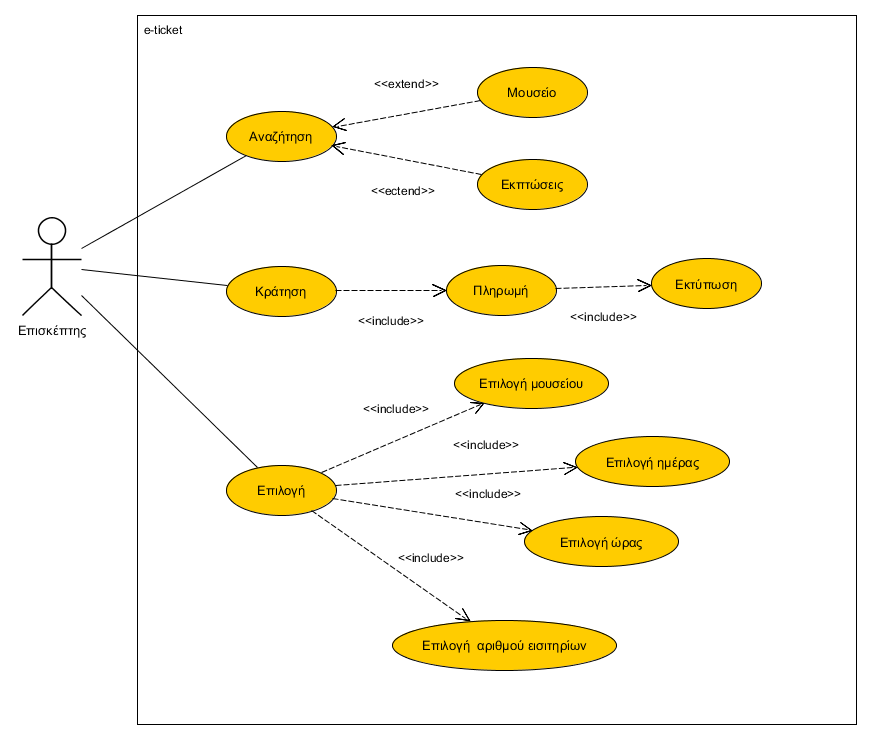 e-ticket
<<extend>>
Μουσείο
Αναζήτηση
<<ectend>>
Εκπτώσεις
Επισκέπτης
Κράτηση
<<include>>
Πληρωμή
<<include>>
Εκτύπωση
Επιλογή μουσείου
<<include>>
<<include>>
Επιλογή ημέρας
Επιλογή
<<include>>
Επιλογή ώρας
<<include>>
Επιλογή  αριθμού εισιτηρίων